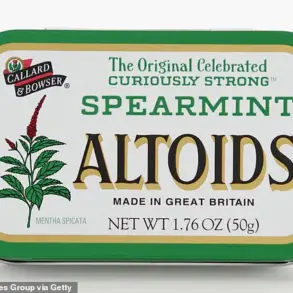 CALLARD
& BOWSER®
The Original Celebrated
CURIOUSLY STRONG™
SPEARMINT
ALTOIDS
MADE IN GREAT BRITAIN
MENTHA SPICATA
NET WT 1.76 OZ (50g)
es Group via Getty